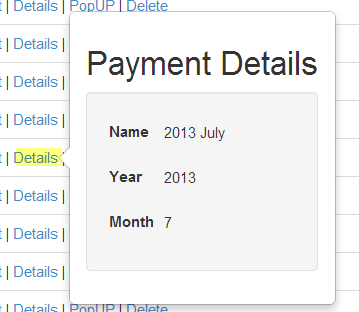 t | Details | PopUP | Delete
t | Details |
Payment Details
t | Details |
t | Details |
Name 2013 July
t | Details |
Year 2013
t | Details |
Month 7
t | Details |
t | Details |
t | Details | PopUP | Delete